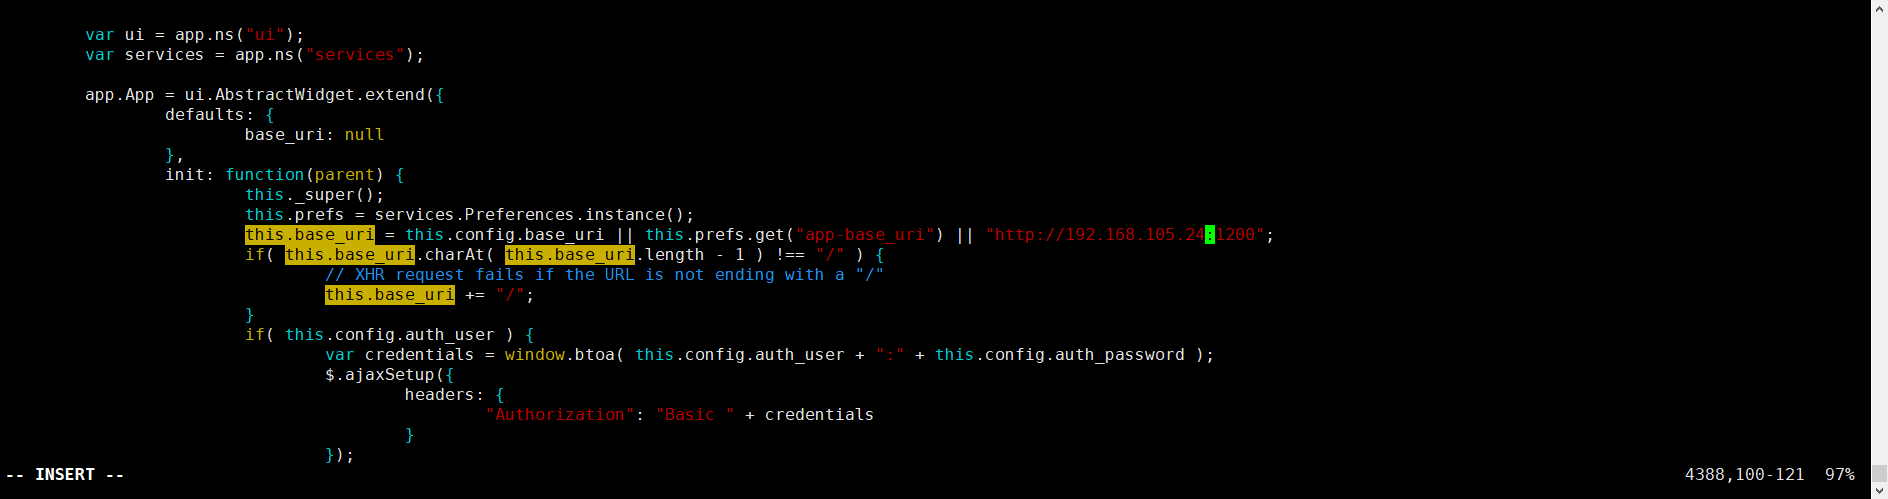 var ui = app.ns("ui");
var services = app.ns("services");
app.App = ui.AbstractWidget.extend({
defaults: {
base_uri: null
},
init: function(parent) {
this._super();
this.prefs = services.Preferences.instance();
this.base_uri = this.config.base_uri || this.prefs.get("app-base_uri") || "http://192.168.105.24:1200";
if( this.base_uri.charAt( this.base_uri.length - 1 ) !== "/" ) {
// XHR request fails if the URL is not ending with a "/"
this.base_uri += "/";
}
if( this.config.auth_user ) {
var credentials = window.btoa( this.config.auth_user + ":" + this.config.auth_password );
$.ajaxSetup({
headers: {
"Authorization": "Basic " + credentials
}
});
-- INSERT -- 4388,100-121 97%